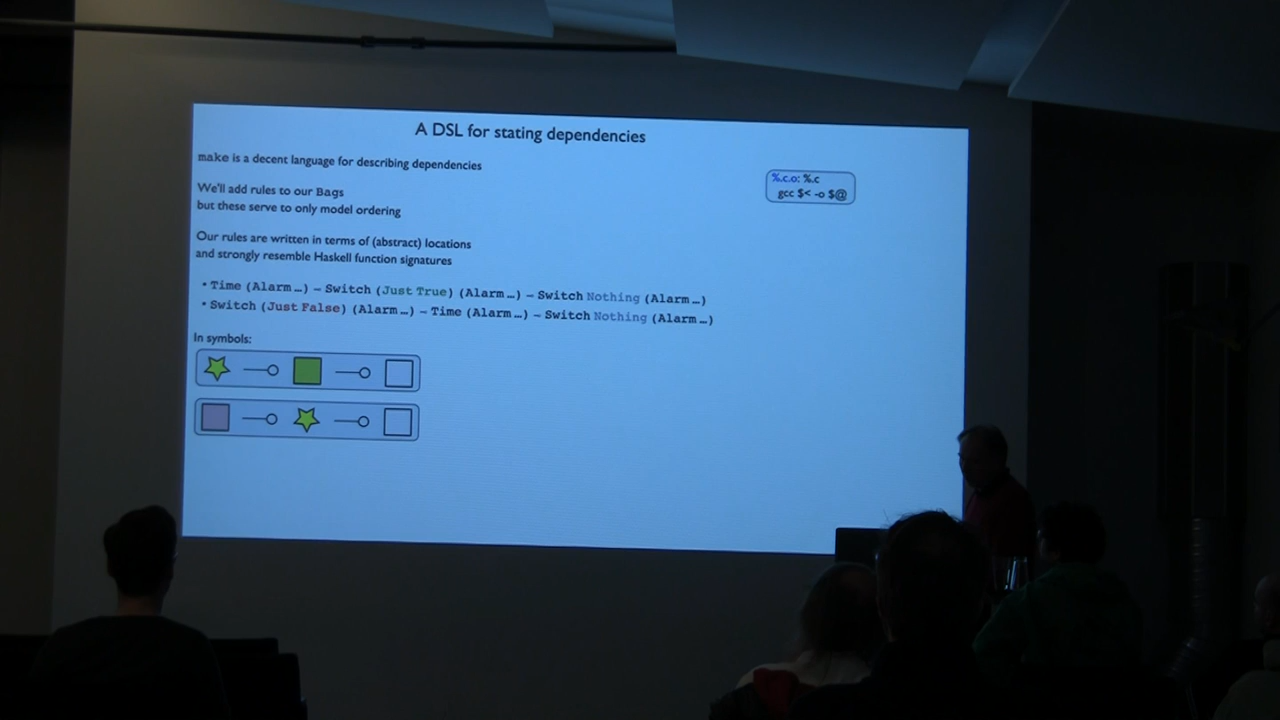 A DSL for stating dependencies
make is a decent language for describing dependencies
%.c.o: %.c
gcc $< -o $@
We'll add rules to our Bags
but these serve to only model ordering
Our rules are written in terms of (abstract) locations
and strongly resemble Haskell function signatures
• Time (Alarm …) – Switch (Just True) (Alarm …) – Switch Nothing (Alarm …)
• Switch (Just False) (Alarm …) – Time (Alarm …) – Switch Nothing (Alarm …)
In symbols: